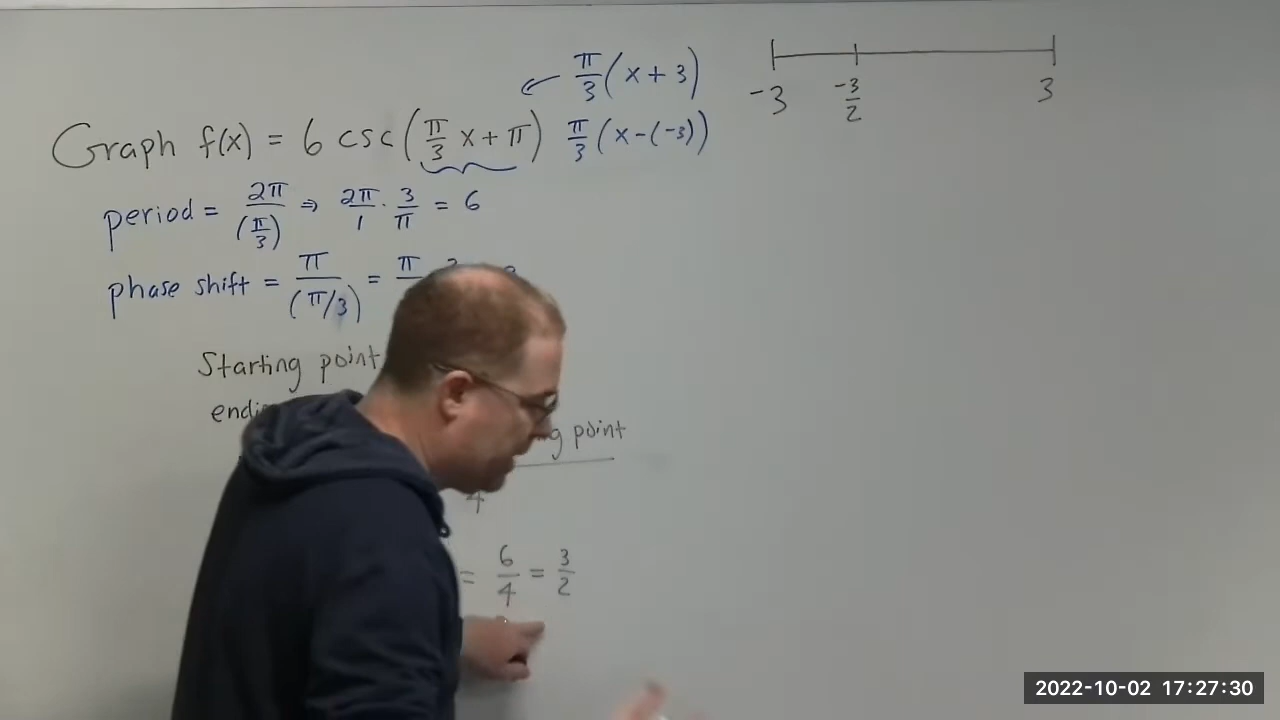 π/3 (x + 3)
-3 -3/2 3
Graph f(x) = 6 csc(π/3 x + π) π/3 (x-(-3))
period = 2π/(π/3) ⇒ 2π/1 · 3/π = 6
phase shift = π/(π/3) = π
Starting point
point
4
= 6/4 = 3/2
2022-10-02 17:27:30